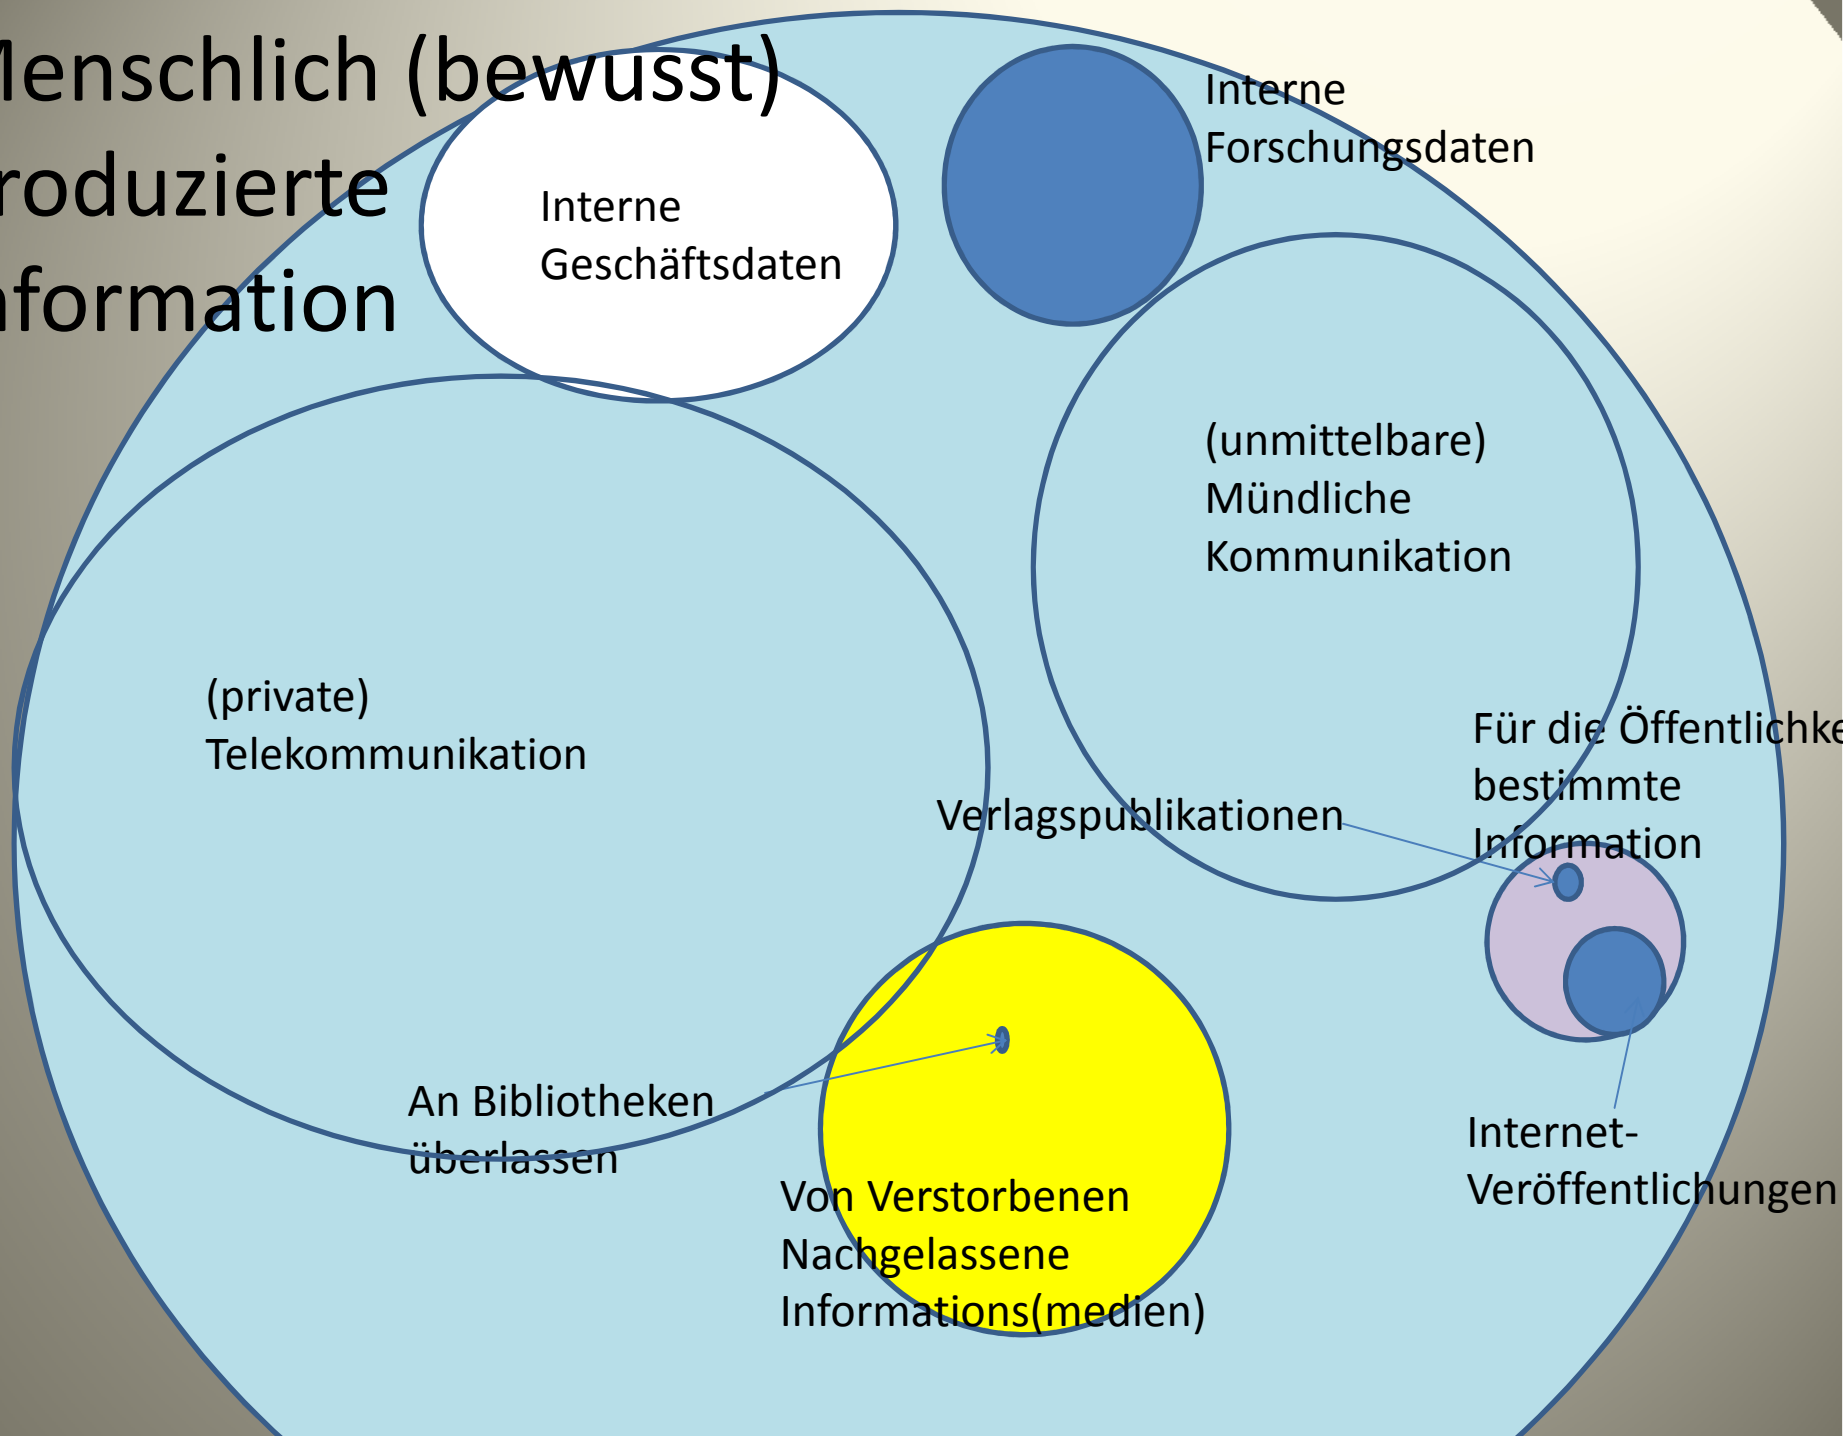 Menschlich (bewusst)
roduzierte
nformation
Interne
Geschäftsdaten
Interne
Forschungsdaten
(unmittelbare)
Mündliche
Kommunikation
(private)
Telekommunikation
Für die Öffentlichke
bestimmte
Information
Verlagspublikationen
An Bibliotheken
überlassen
Von Verstorbenen
Nachgelassene
Informations(medien)
Internet-
Veröffentlichungen